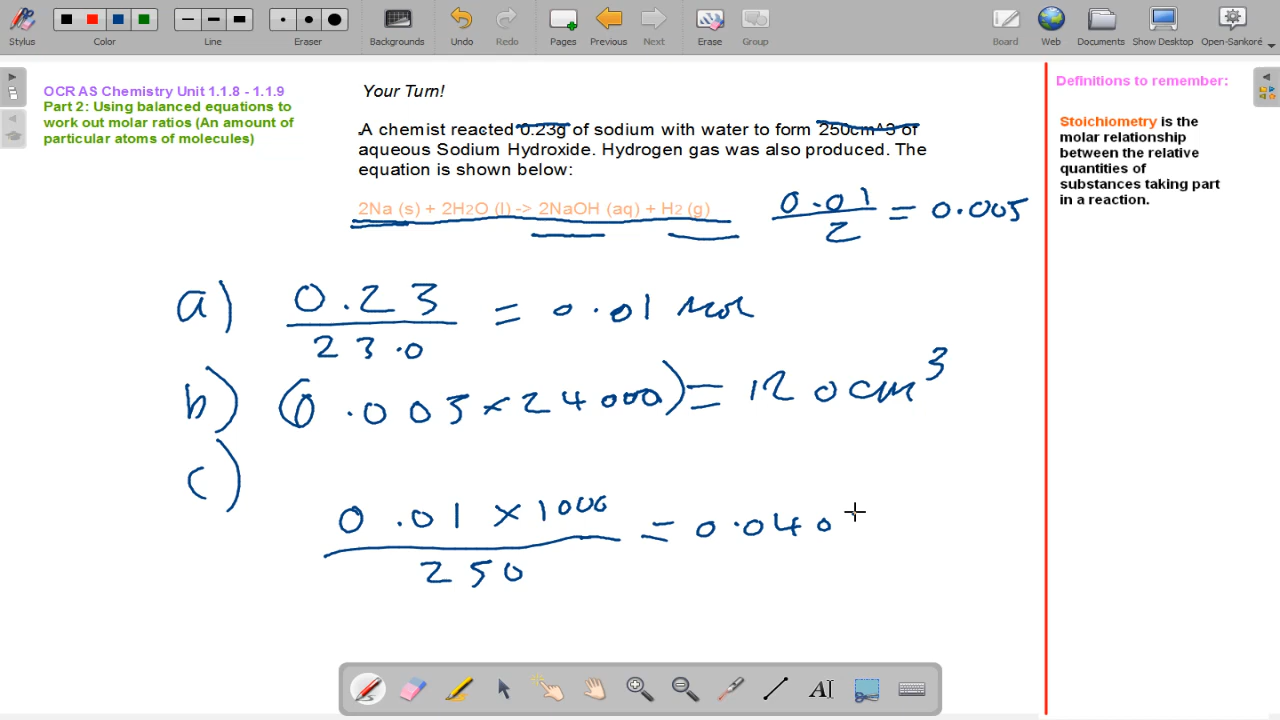 Stylus
Color
Line
Eraser
Backgrounds
Undo
Redo
Pages
Previous
Next
Erase
Group
Board
Web
Documents
Show Desktop
Open-Sankoré
OCR AS Chemistry Unit 1.1.8 - 1.1.9
Part 2: Using balanced equations to
work out molar ratios (An amount of
particular atoms of molecules)
Your Turn!
A chemist reacted 0.23g of sodium with water to form 250cm^3 of
aqueous Sodium Hydroxide. Hydrogen gas was also produced. The
equation is shown below:
2Na (s) + 2H2O (l) -> 2NaOH (aq) + H2 (g)
0.01
2
= 0.005
a) 0.23
23.0
= 0.01 mol
b) (0.005 × 24000) = 120cm³
c)
0.01 × 1000
250
= 0.040
Definitions to remember:
Stoichiometry is the
molar relationship
between the relative
quantities of
substances taking part
in a reaction.